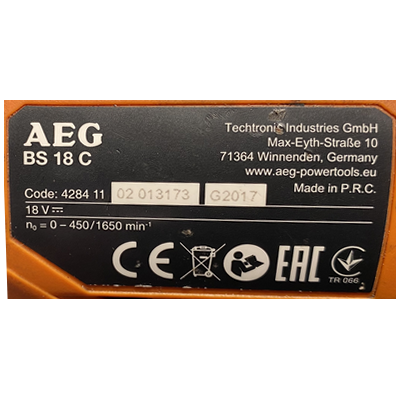 AEG
BS 18 C
Techtronic Industries GmbH
Max-Eyth-Straße 10
71364 Winnenden, Germany
www.aeg-powertools.eu
Made in P.R.C.
Code: 4284 11 02 013173 G2017
18 V⎓
n₀ = 0 – 450/1650 min⁻¹
CE EAC
TR 066